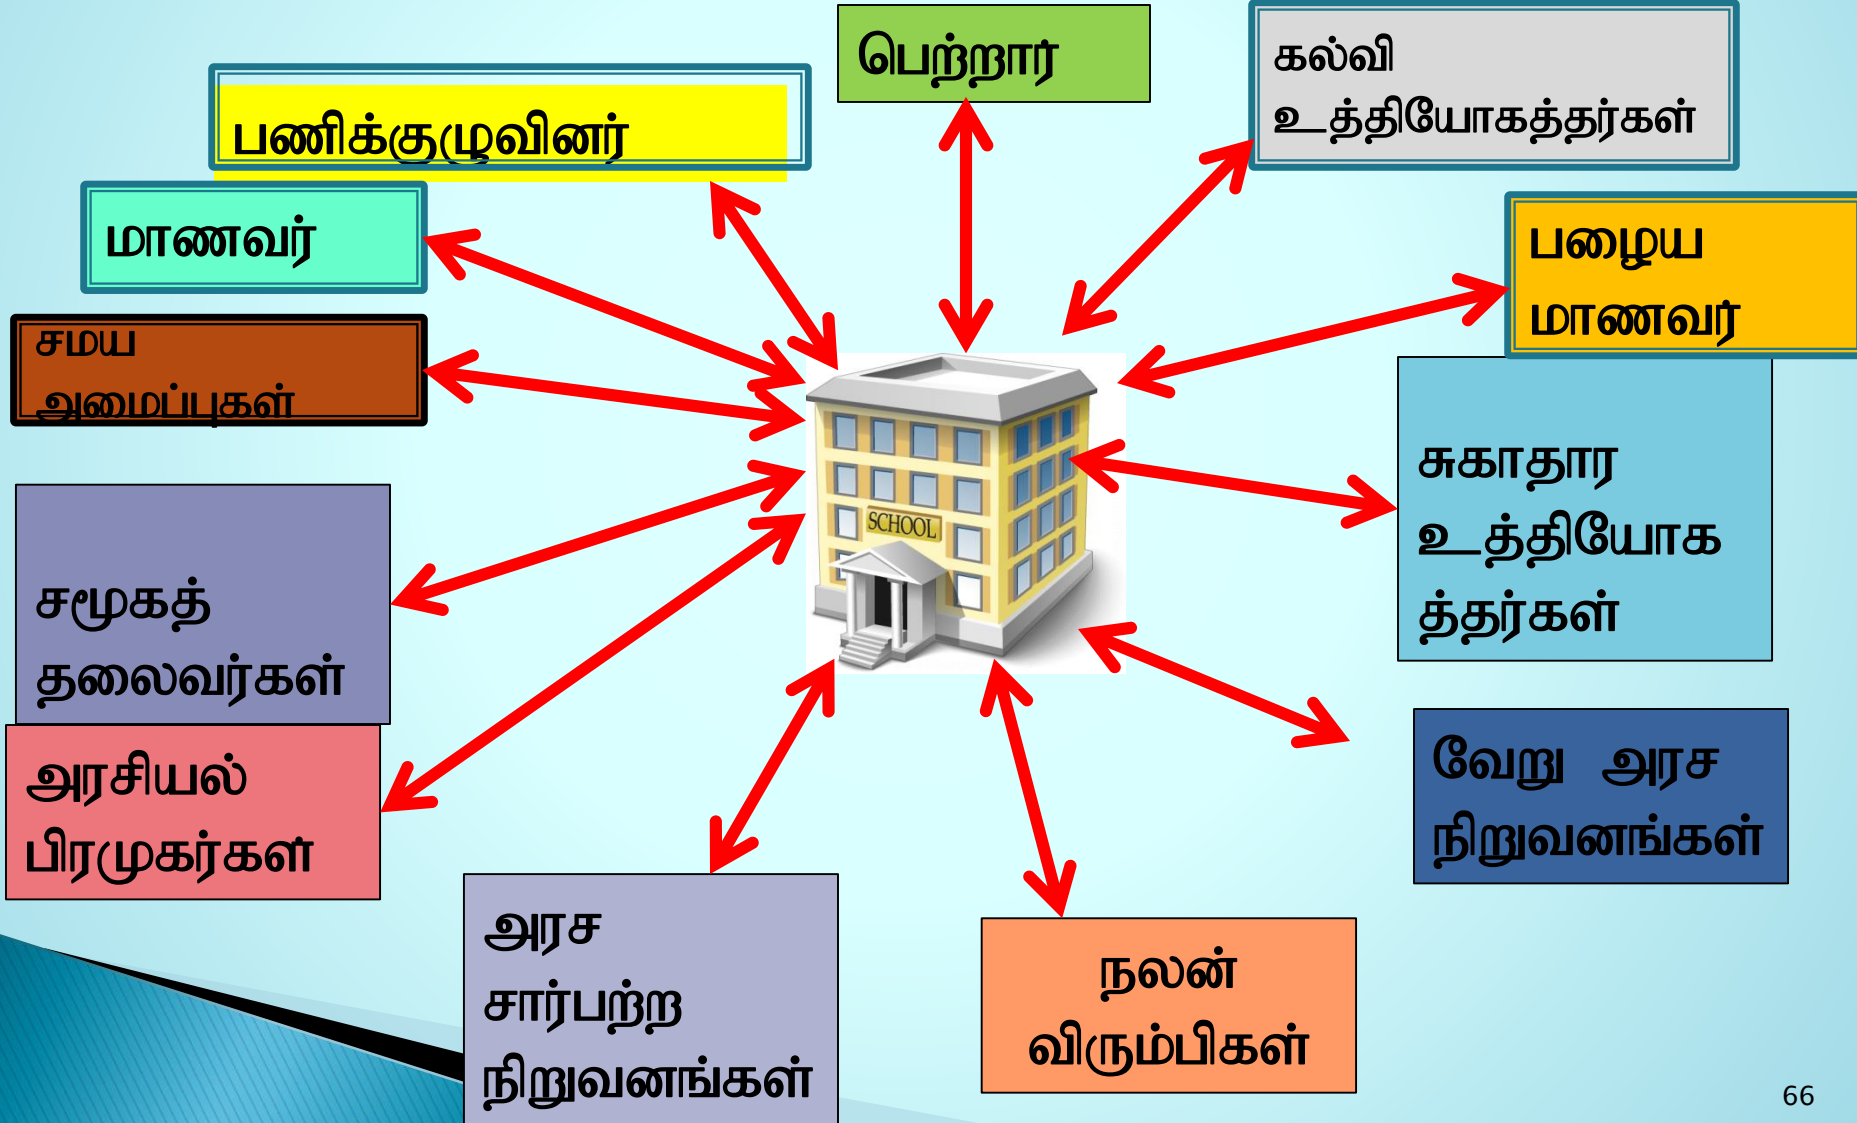 பெற்றார்
கல்வி
உத்தியோகத்தர்கள்
பணிக்குழுவினர்
மாணவர்
பழைய
மாணவர்
சமய
அமைப்புகள்
சுகாதார
உத்தியோக
த்தர்கள்
SCHOOL
சமூகத்
தலைவர்கள்
அரசியல்
பிரமுகர்கள்
வேறு அரச
நிறுவனங்கள்
அரச
சார்பற்ற
நிறுவனங்கள்
நலன்
விரும்பிகள்
66